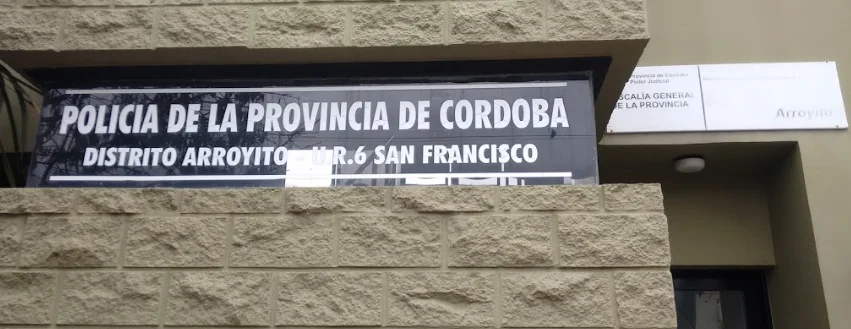 POLICIA DE LA PROVINCIA DE CORDOBA
DISTRITO ARROYITO - U.R.6 SAN FRANCISCO
Provincia de Córdoba
Poder Judicial
FISCALÍA GENERAL
DE LA PROVINCIA
Arroyito